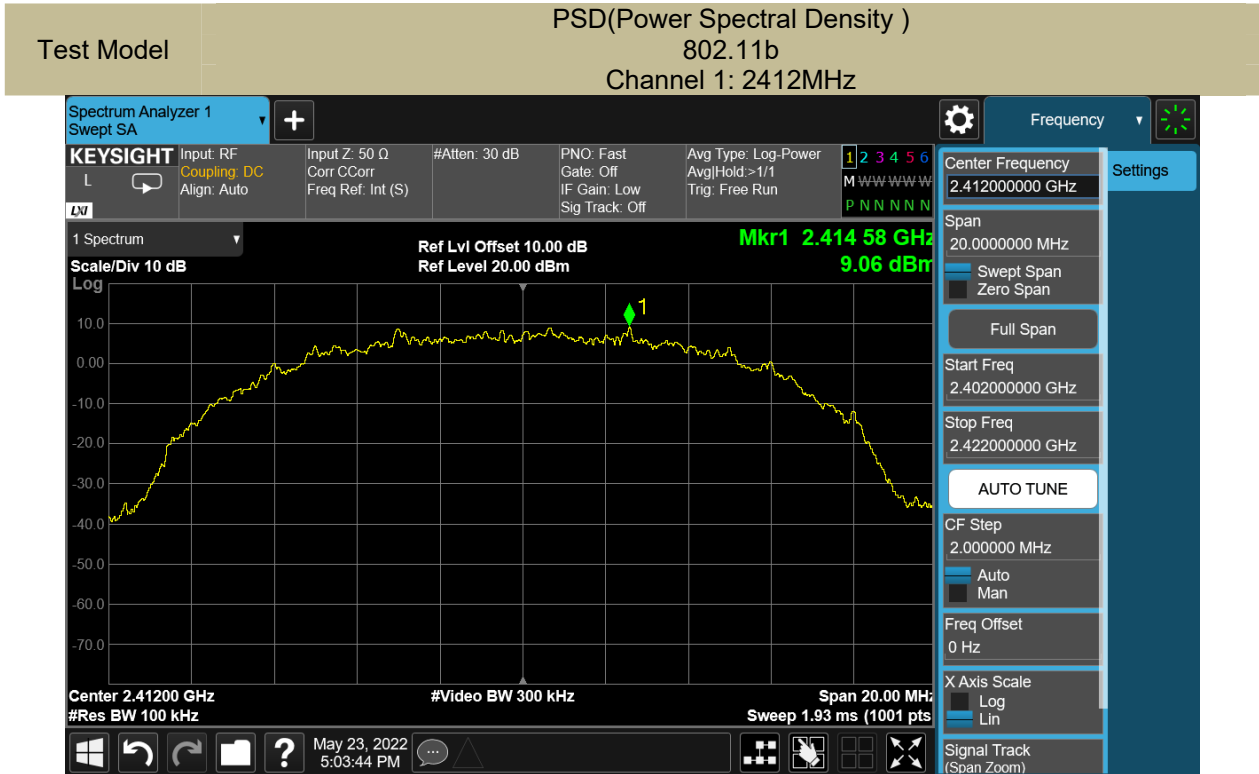 Test Model
PSD(Power Spectral Density )
802.11b
Channel 1: 2412MHz
Spectrum Analyzer 1
Swept SA
+
Frequency
KEYSIGHT
L
LXI
Input: RF
Coupling: DC
Align: Auto
Input Z: 50 Ω
Corr CCorr
Freq Ref: Int (S)
#Atten: 30 dB
PNO: Fast
Gate: Off
IF Gain: Low
Sig Track: Off
Avg Type: Log-Power
Avg|Hold:>1/1
Trig: Free Run
1 2 3 4 5 6
M W W W W W
P N N N N N
1 Spectrum
Scale/Div 10 dB
Log
Ref Lvl Offset 10.00 dB
Ref Level 20.00 dBm
Mkr1 2.414 58 GHz
9.06 dBm
1
10.0
0.00
-10.0
-20.0
-30.0
-40.0
-50.0
-60.0
-70.0
Center 2.41200 GHz
#Res BW 100 kHz
#Video BW 300 kHz
Span 20.00 MHz
Sweep 1.93 ms (1001 pts
?
May 23, 2022
5:03:44 PM
Center Frequency
2.412000000 GHz
Span
20.0000000 MHz
Swept Span
Zero Span
Full Span
Start Freq
2.402000000 GHz
Stop Freq
2.422000000 GHz
AUTO TUNE
CF Step
2.000000 MHz
Auto
Man
Freq Offset
0 Hz
X Axis Scale
Log
Lin
Signal Track
(Span Zoom)
Settings